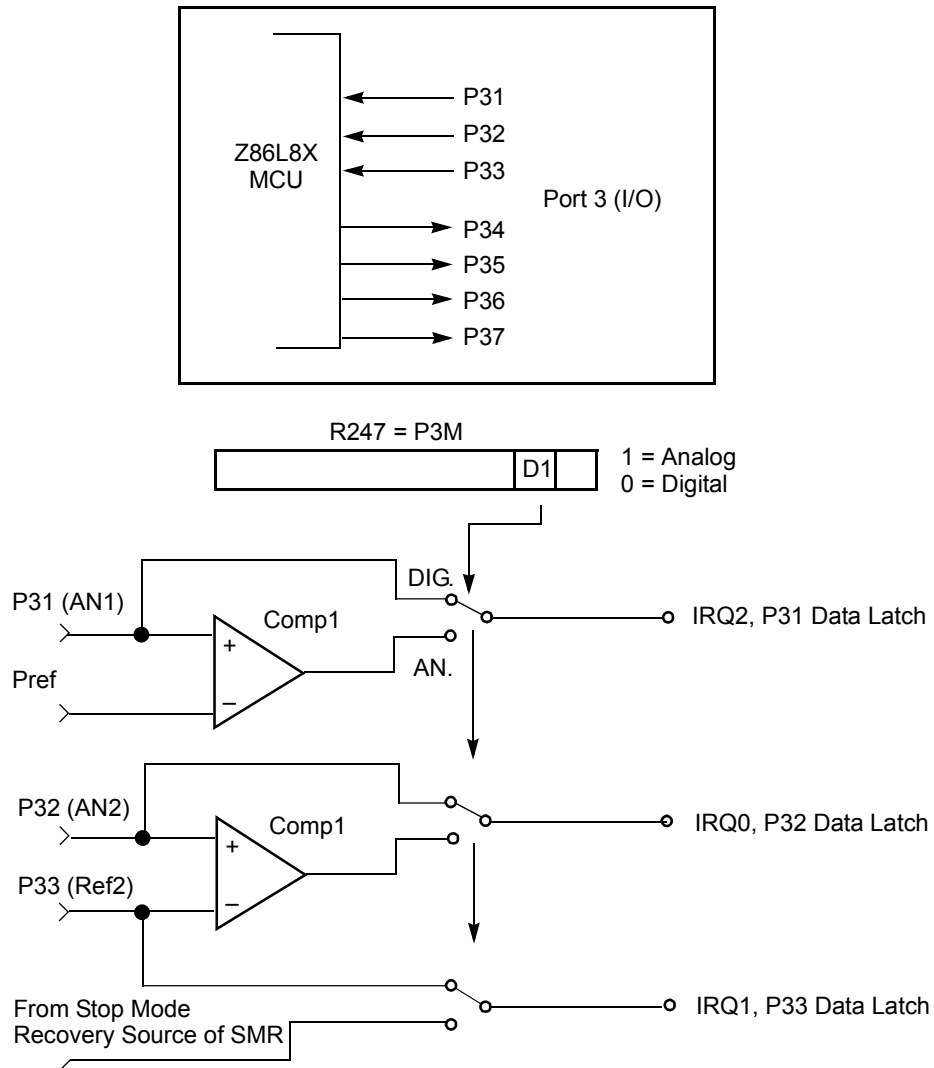 P31
P32
Z86L8X
MCU
P33
Port 3 (I/O)
P34
P35
P36
P37
R247 = P3M
D1
1 = Analog
0 = Digital
DIG.
P31 (AN1)
Comp1
+
IRQ2, P31 Data Latch
AN.
Pref
–
P32 (AN2)
Comp1
+
IRQ0, P32 Data Latch
P33 (Ref2)
–
From Stop Mode
Recovery Source of SMR
IRQ1, P33 Data Latch